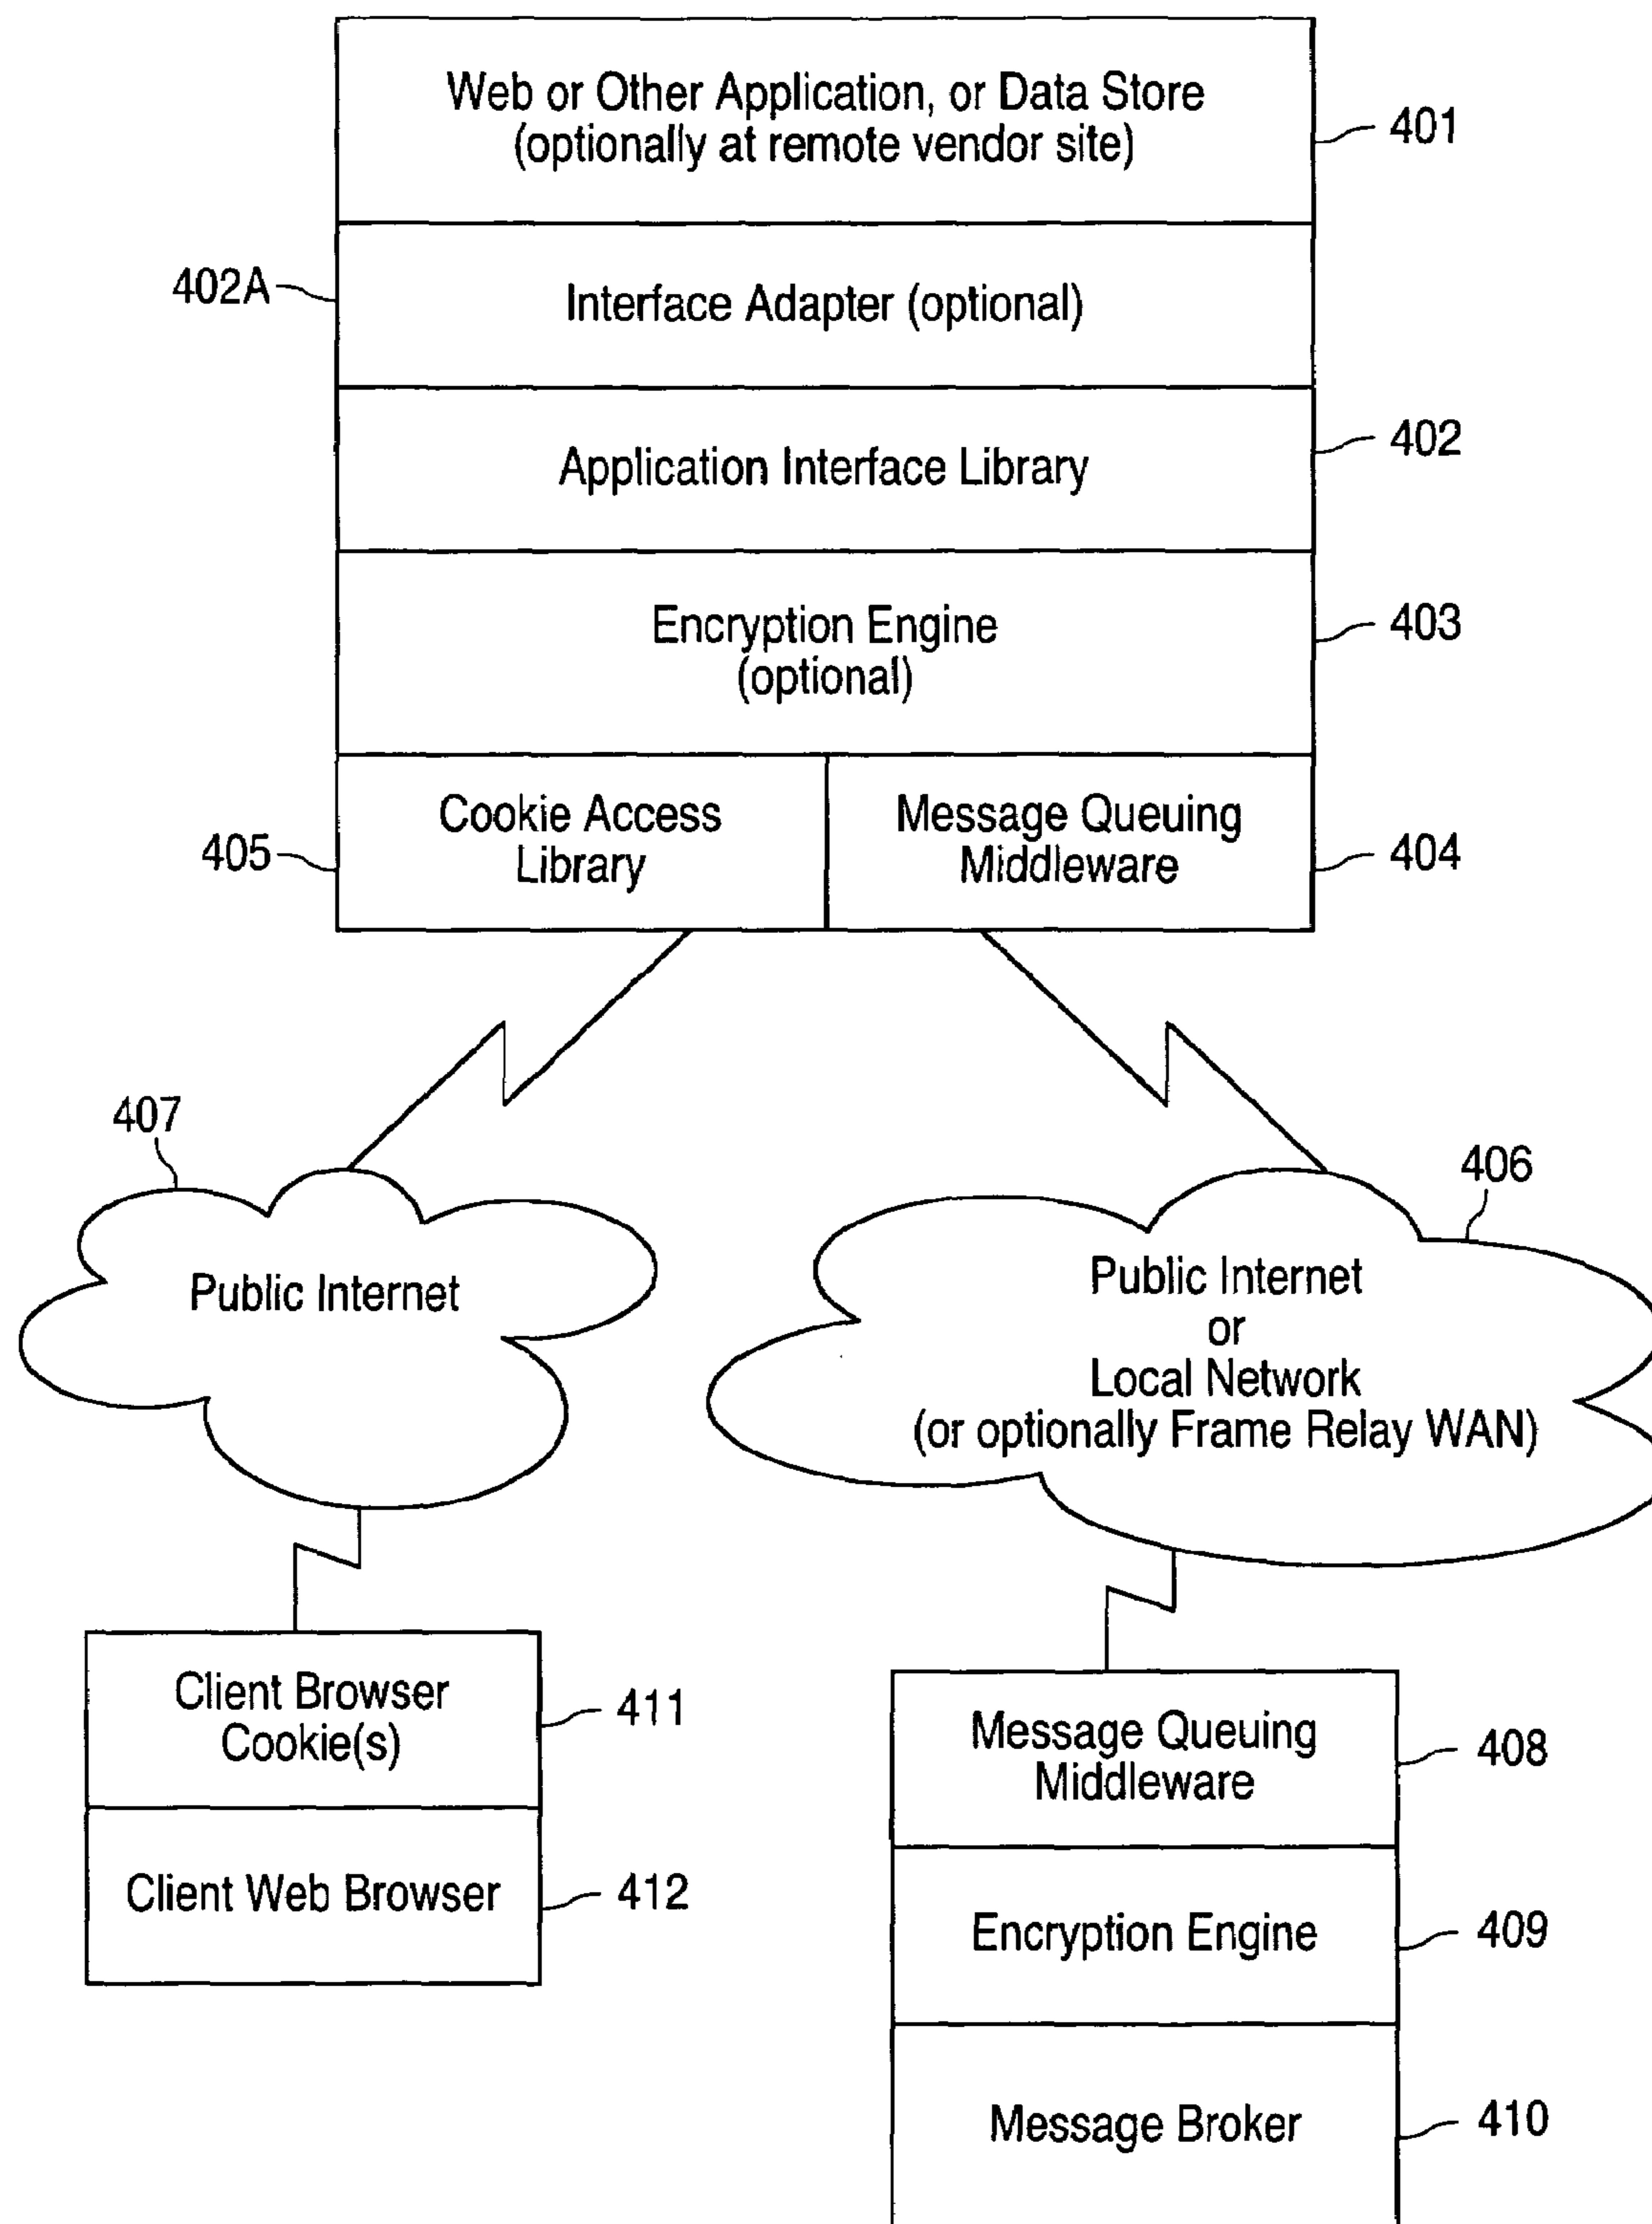 Web or Other Application, or Data Store
(optionally at remote vendor site)
401
402A
Interface Adapter (optional)
Application Interface Library
402
Encryption Engine
(optional)
403
405
Cookie Access
Library
Message Queuing
Middleware
404
407
Public Internet
406
Public Internet
or
Local Network
(or optionally Frame Relay WAN)
Client Browser
Cookie(s)
411
Client Web Browser
412
Message Queuing
Middleware
408
Encryption Engine
409
Message Broker
410